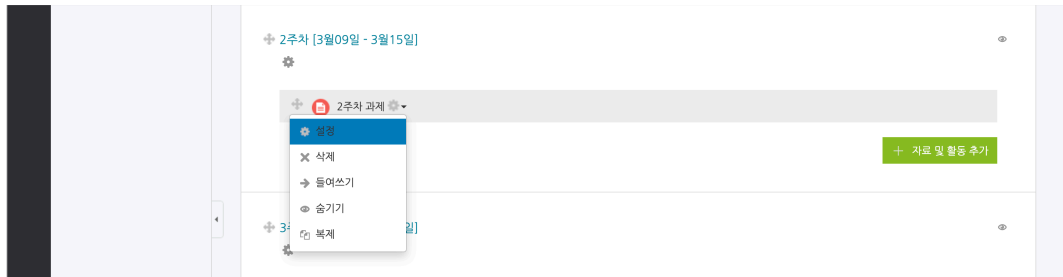 2주차 [3월09일 - 3월15일]
2주차 과제
설정
삭제
들여쓰기
숨기기
복제
+ 자료 및 활동 추가
3 일]